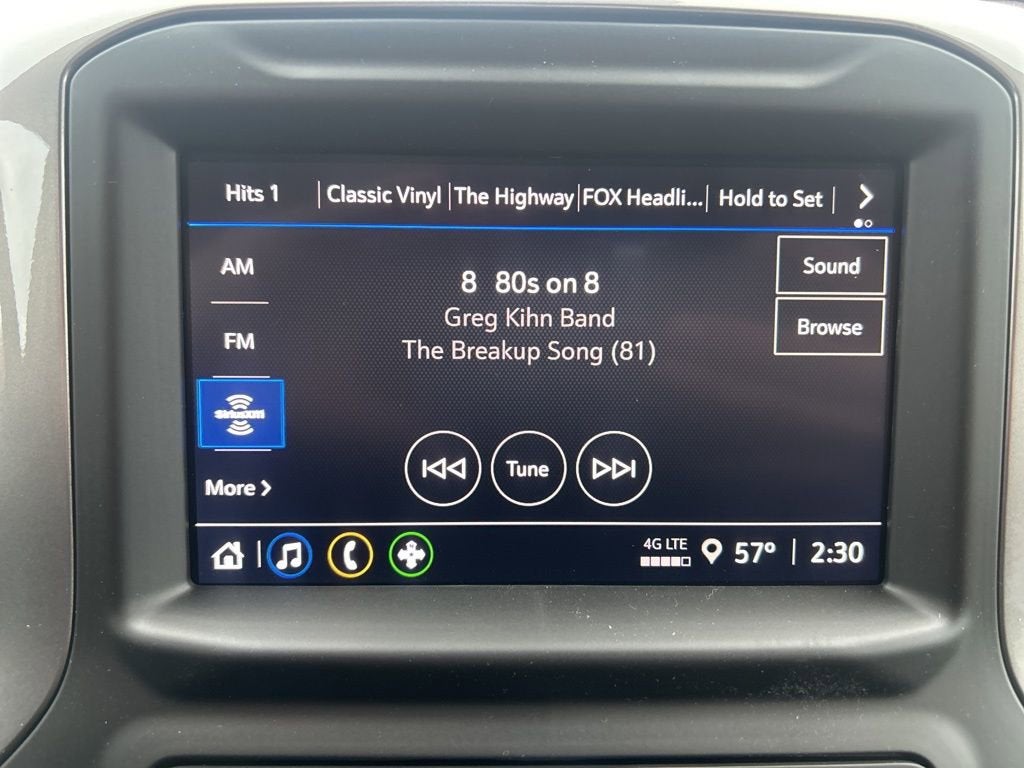 Hits 1 Classic Vinyl The Highway FOX Headli... Hold to Set
AM
FM
SiriusXM
More
8 80s on 8
Greg Kihn Band
The Breakup Song (81)
Tune
Sound
Browse
4G LTE
57° 2:30